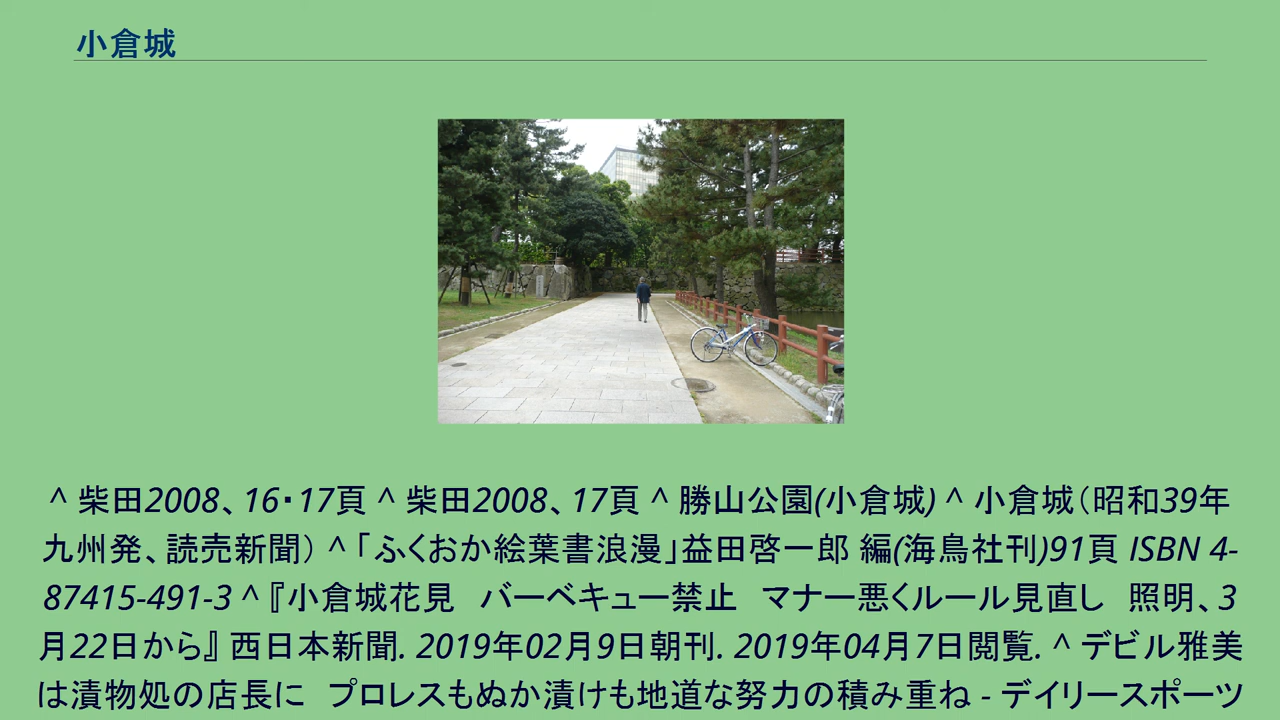 小倉城
^ 柴田2008、16・17頁 ^ 柴田2008、17頁 ^ 勝山公園(小倉城) ^ 小倉城（昭和39年
九州発、読売新聞） ^ 「ふくおか絵葉書浪漫」益田啓一郎 編(海鳥社刊)91頁 ISBN 4-
87415-491-3 ^ 『小倉城花見　バーベキュー禁止　マナー悪くルール見直し　照明、3
月22日から』 西日本新聞. 2019年02月9日朝刊. 2019年04月7日閲覧. ^ デビル雅美
は漬物処の店長に　プロレスもぬか漬けも地道な努力の積み重ね - デイリースポーツ